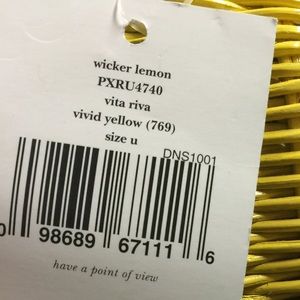 wicker lemon
PXRU4740
vita riva
vivid yellow (769)
size u
DNS1001
0 98689 67111 6
have a point of view